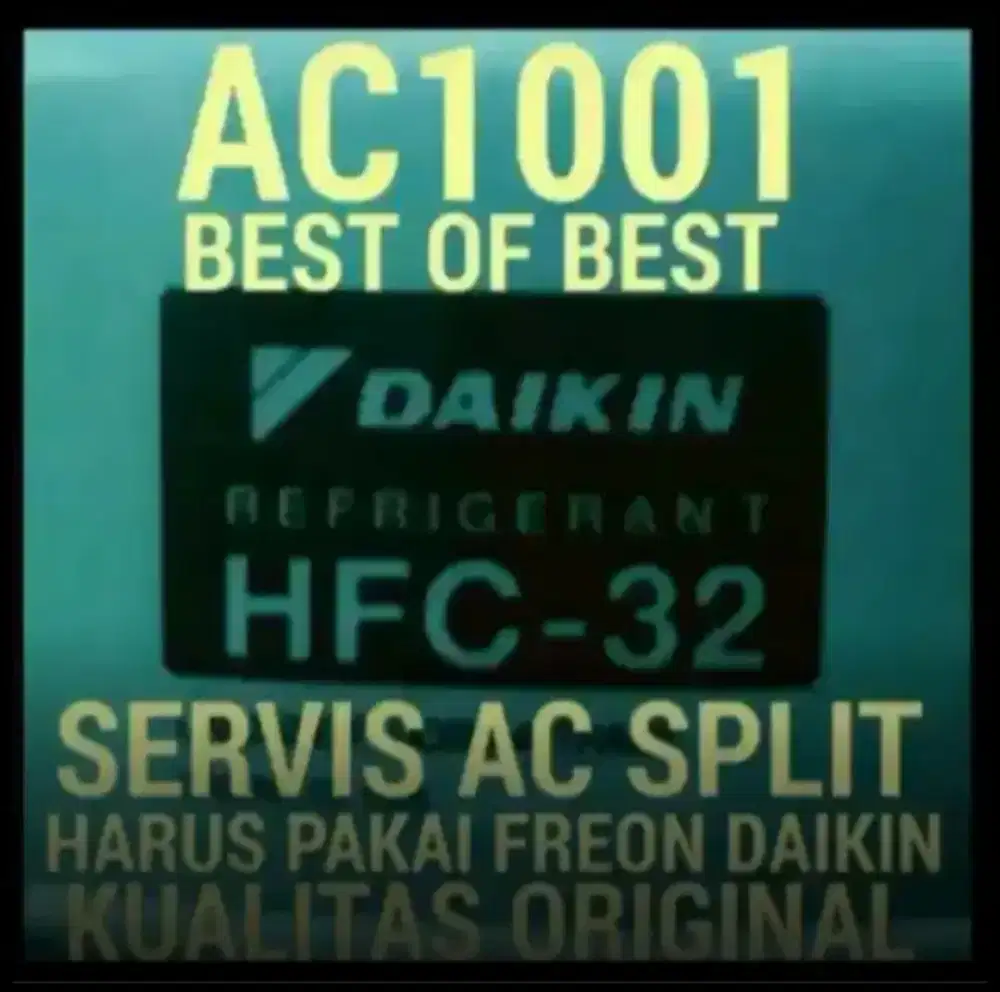 AC1001
BEST OF BEST
DAIKIN
REFRIGERANT
HFC-32
SERVIS AC SPLIT
HARUS PAKAI FREON DAIKIN
KUALITAS ORIGINAL